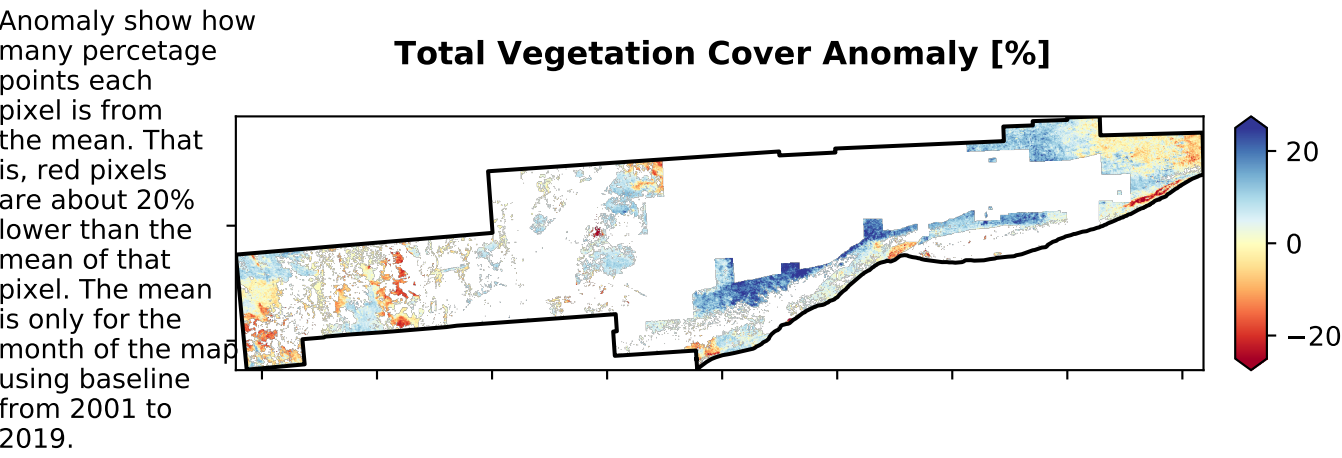 Anomaly show how
many percetage
points each
pixel is from
the mean. That
is, red pixels
are about 20%
lower than the
mean of that
pixel. The mean
is only for the
month of the map
using baseline
from 2001 to
2019.
Total Vegetation Cover Anomaly [%]
20
0
−20